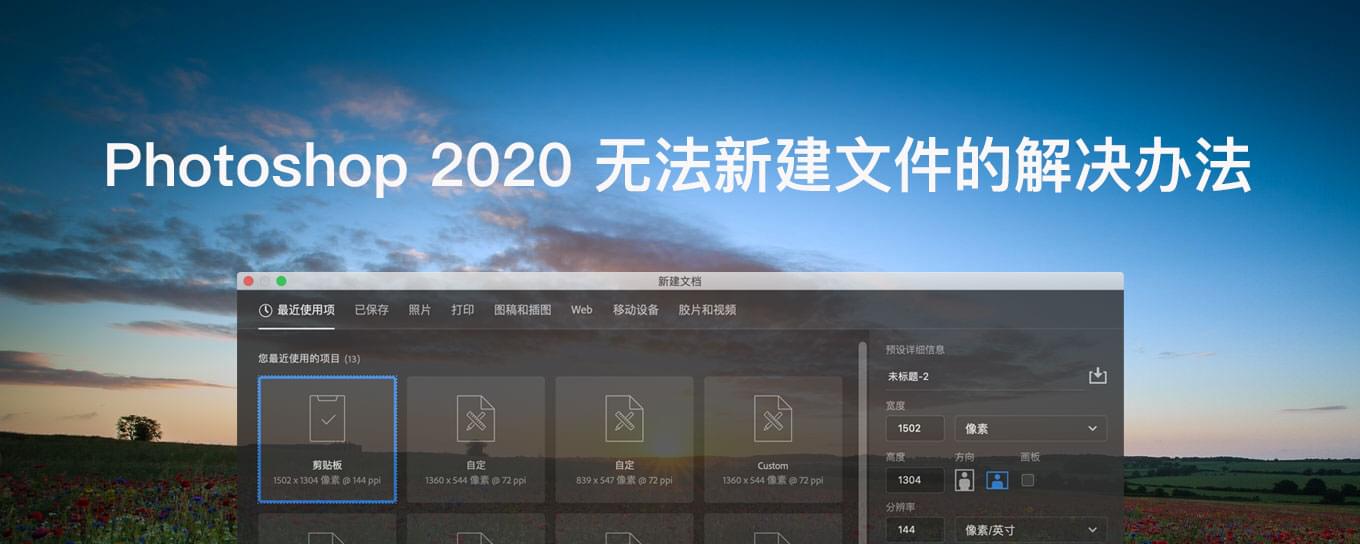 Photoshop 2020 无法新建文件的解决办法
新建文档
最近使用项 已保存 照片 打印 图稿和插图 Web 移动设备 胶片和视频
您最近使用的项目 (13)
预设详细信息
未标题-2
宽度
1502 像素
高度 方向 画板
1304
分辨率
144 像素/英寸
剪贴板
1502 x 1304 像素 @ 144 ppi
自定
1360 x 544 像素 @ 72 ppi
自定
839 x 547 像素 @ 72 ppi
Custom
1360 x 544 像素 @ 72 ppi